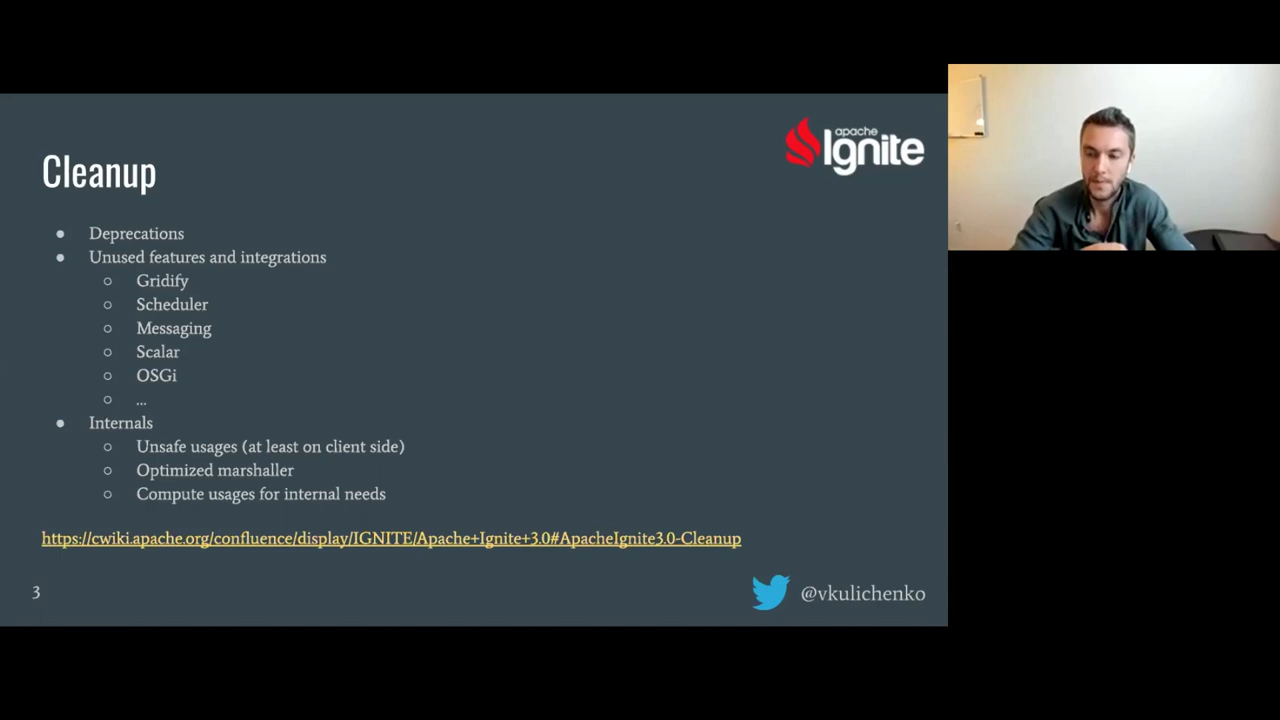 apache
Ignite
Cleanup
● Deprecations
● Unused features and integrations
○ Gridify
○ Scheduler
○ Messaging
○ Scalar
○ OSGi
○ ...
● Internals
○ Unsafe usages (at least on client side)
○ Optimized marshaller
○ Compute usages for internal needs
https://cwiki.apache.org/confluence/display/IGNITE/Apache+Ignite+3.0#ApacheIgnite3.0-Cleanup
3
@vkulichenko